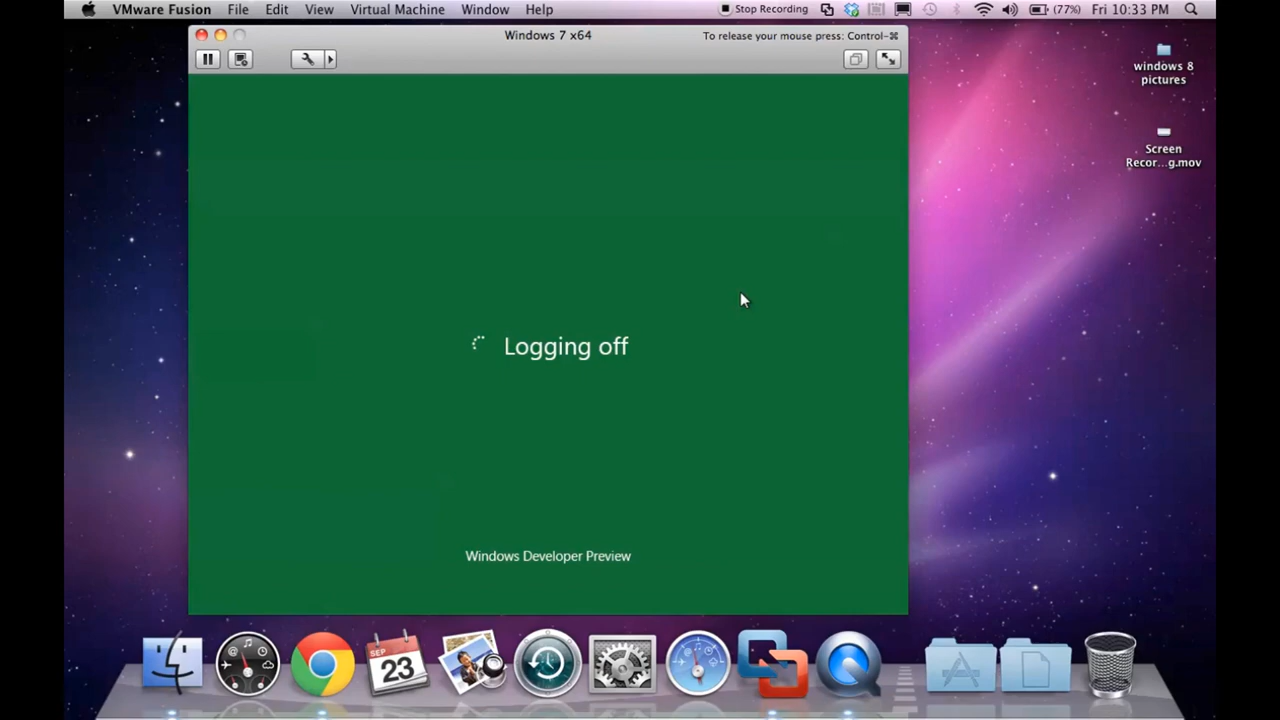 VMware Fusion File Edit View Virtual Machine Window Help Stop Recording (77%) Fri 10:33 PM
Windows 7 x64 To release your mouse press: Control-⌘
windows 8
pictures
Screen
Recor...g.mov
Logging off
Windows Developer Preview
SEP
23